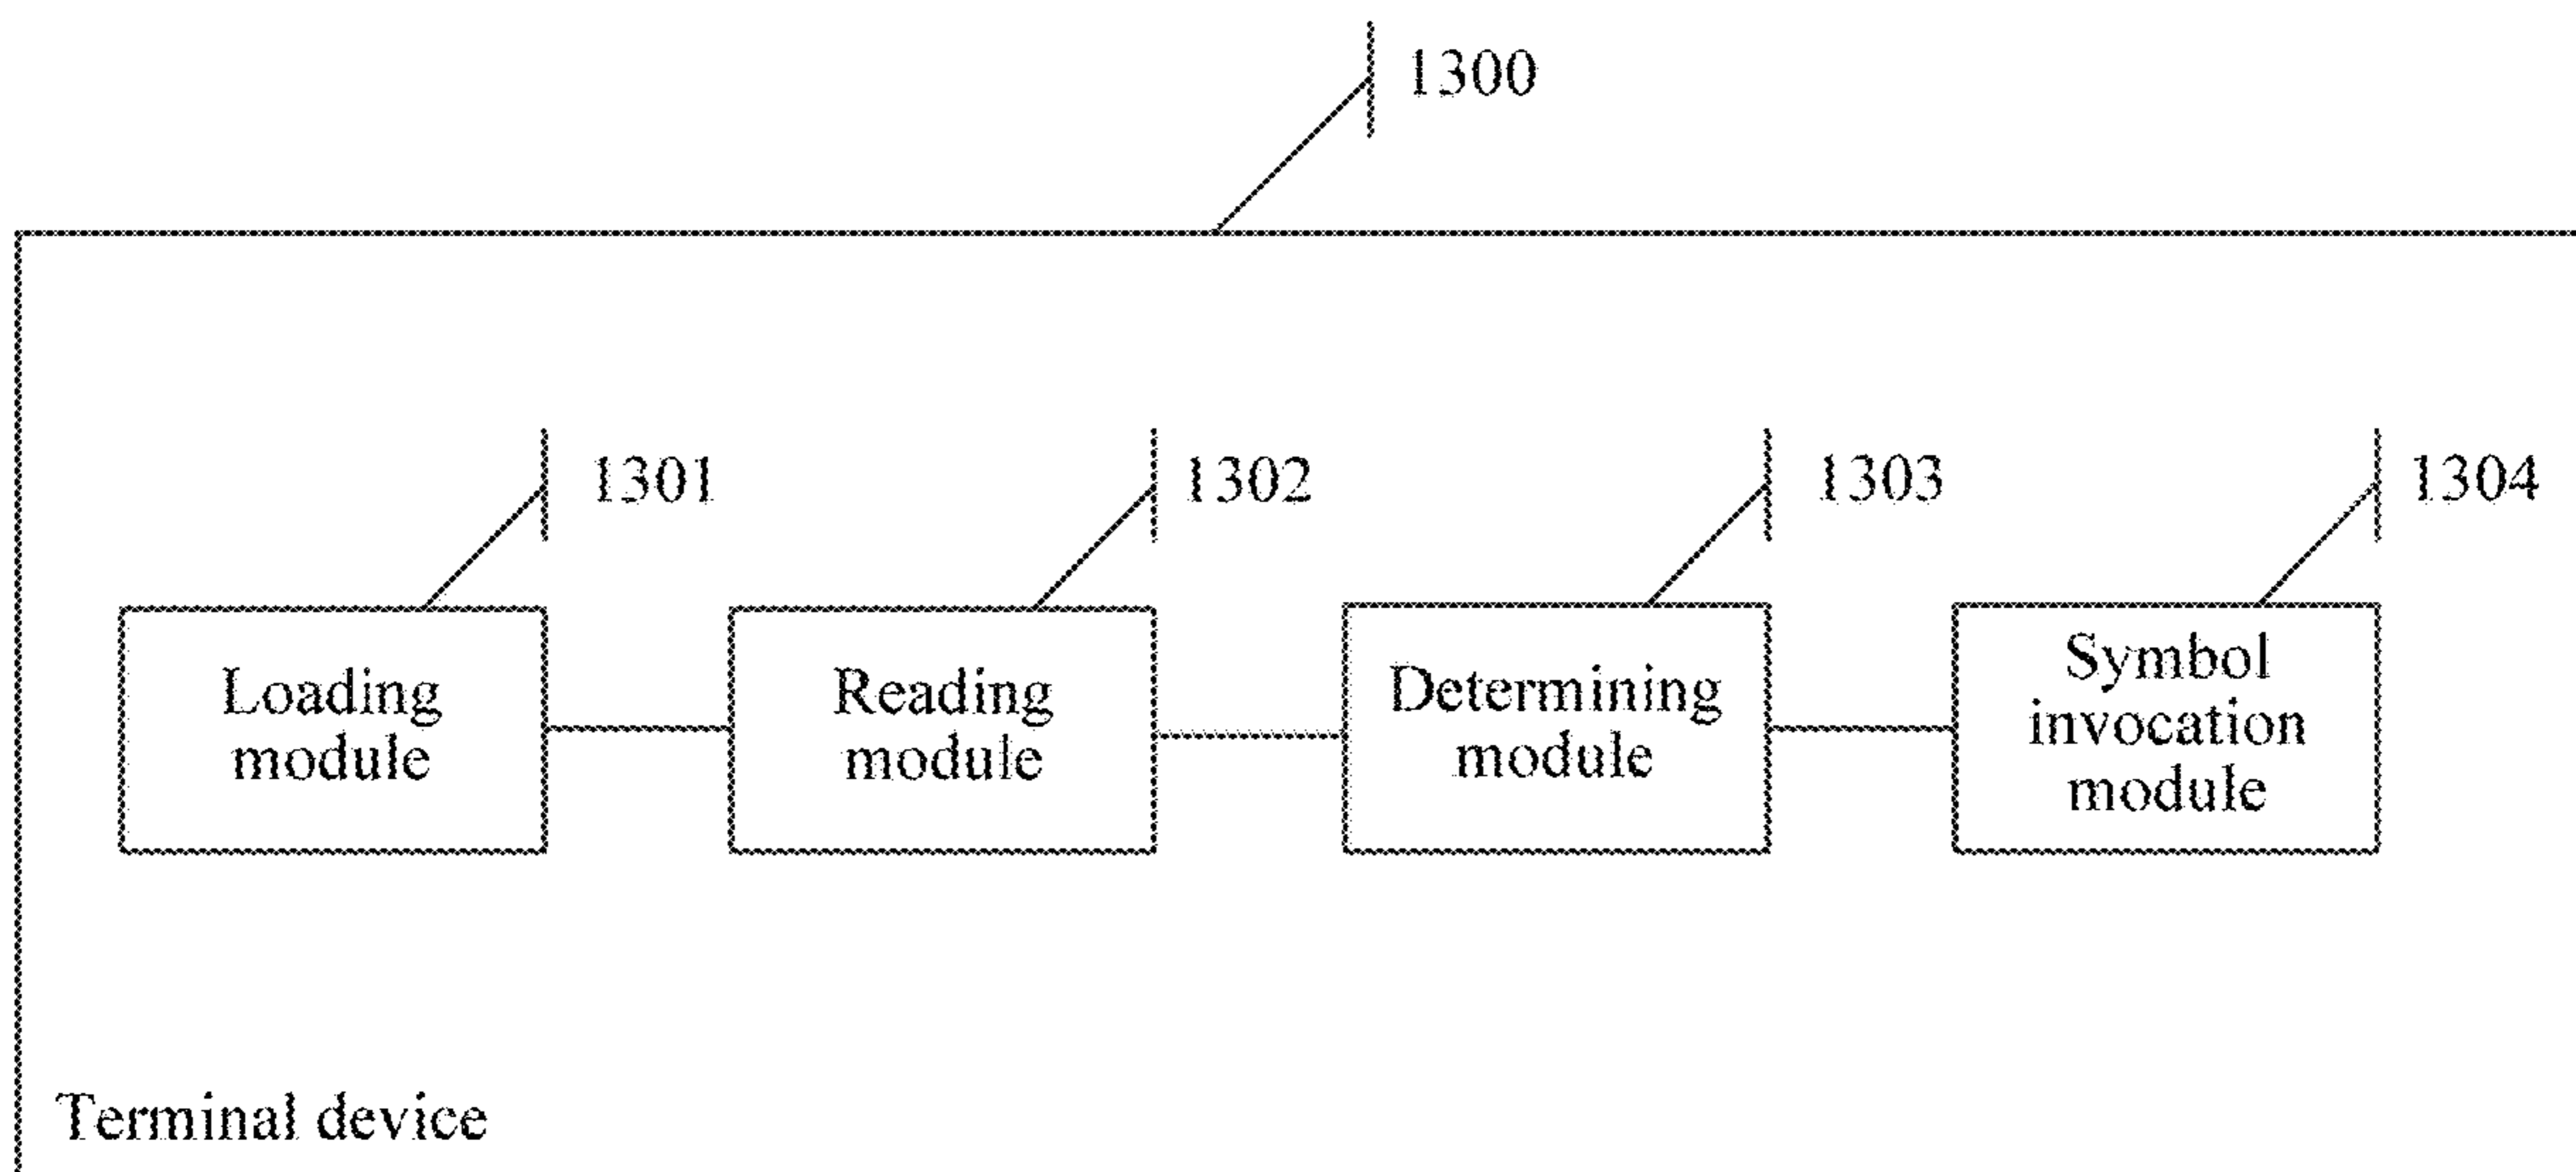 1300
1301
1302
1303
1304
Loading
module
Reading
module
Determining
module
Symbol
invocation
module
Terminal device